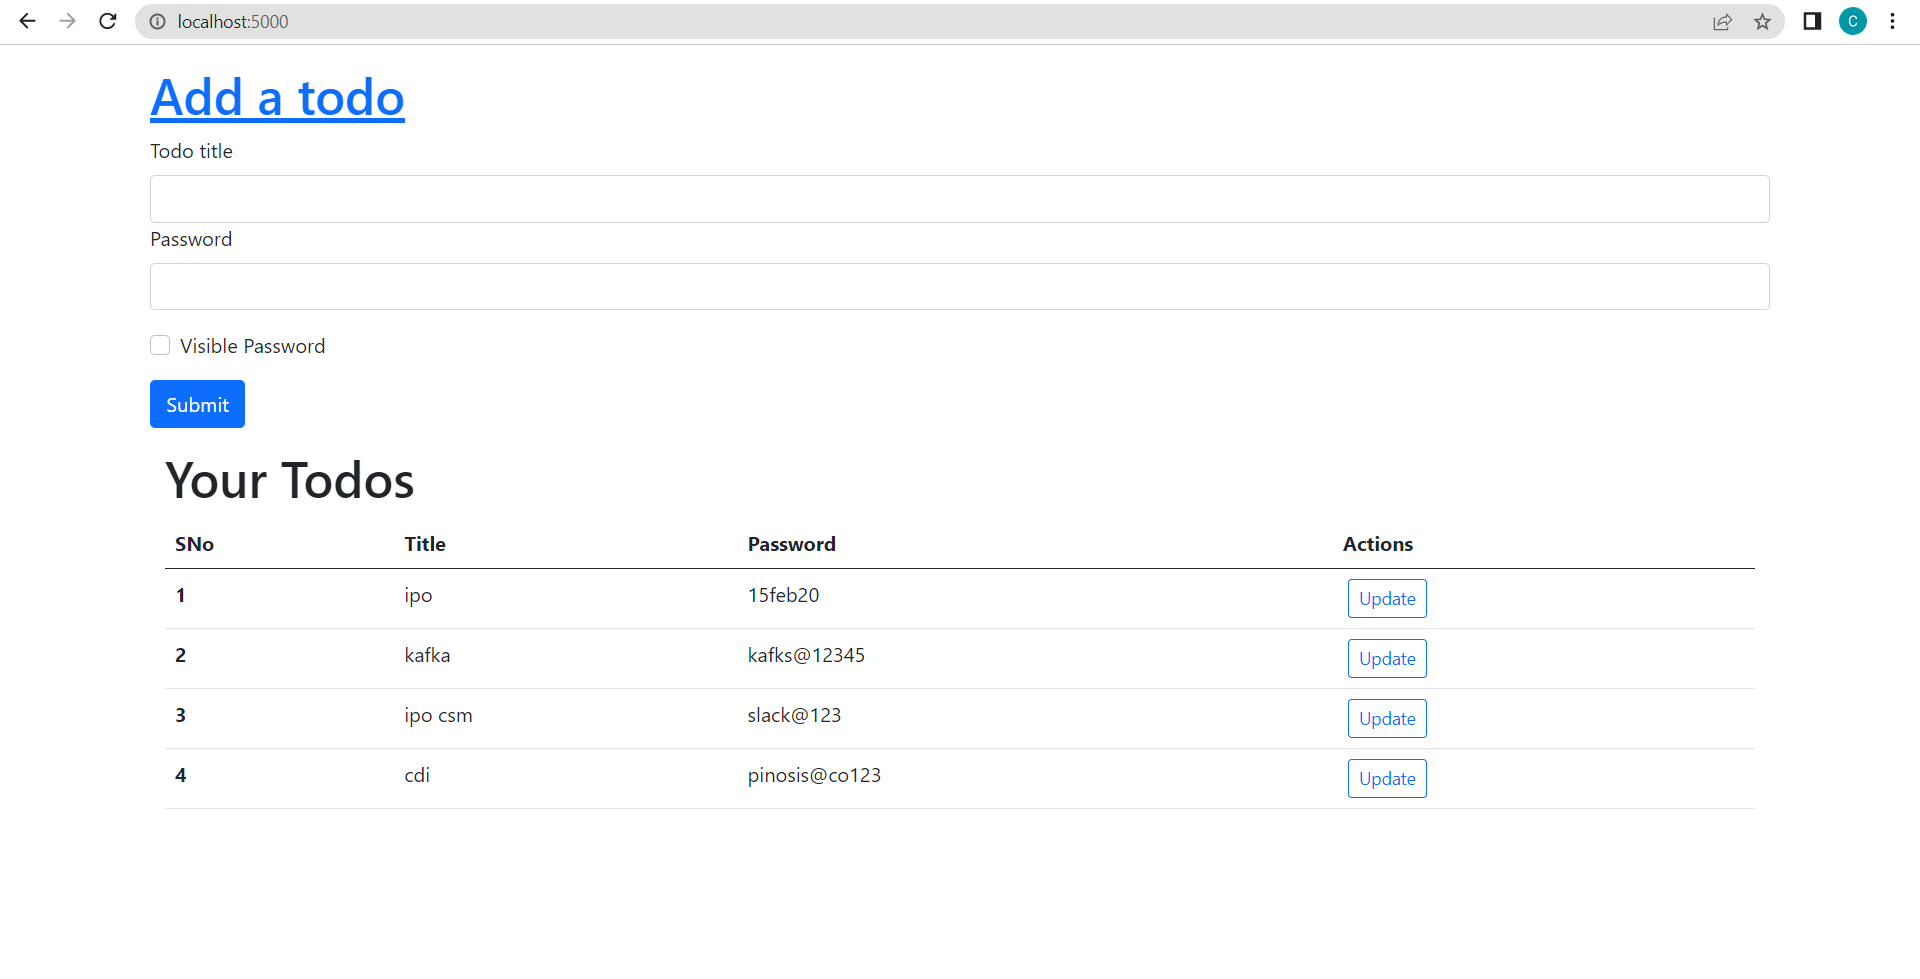 localhost:5000
C
Add a todo
Todo title
Password
Visible Password
Submit
Your Todos
SNo Title Password Actions
1 ipo 15feb20 Update
2 kafka kafks@12345 Update
3 ipo csm slack@123 Update
4 cdi pinosis@co123 Update